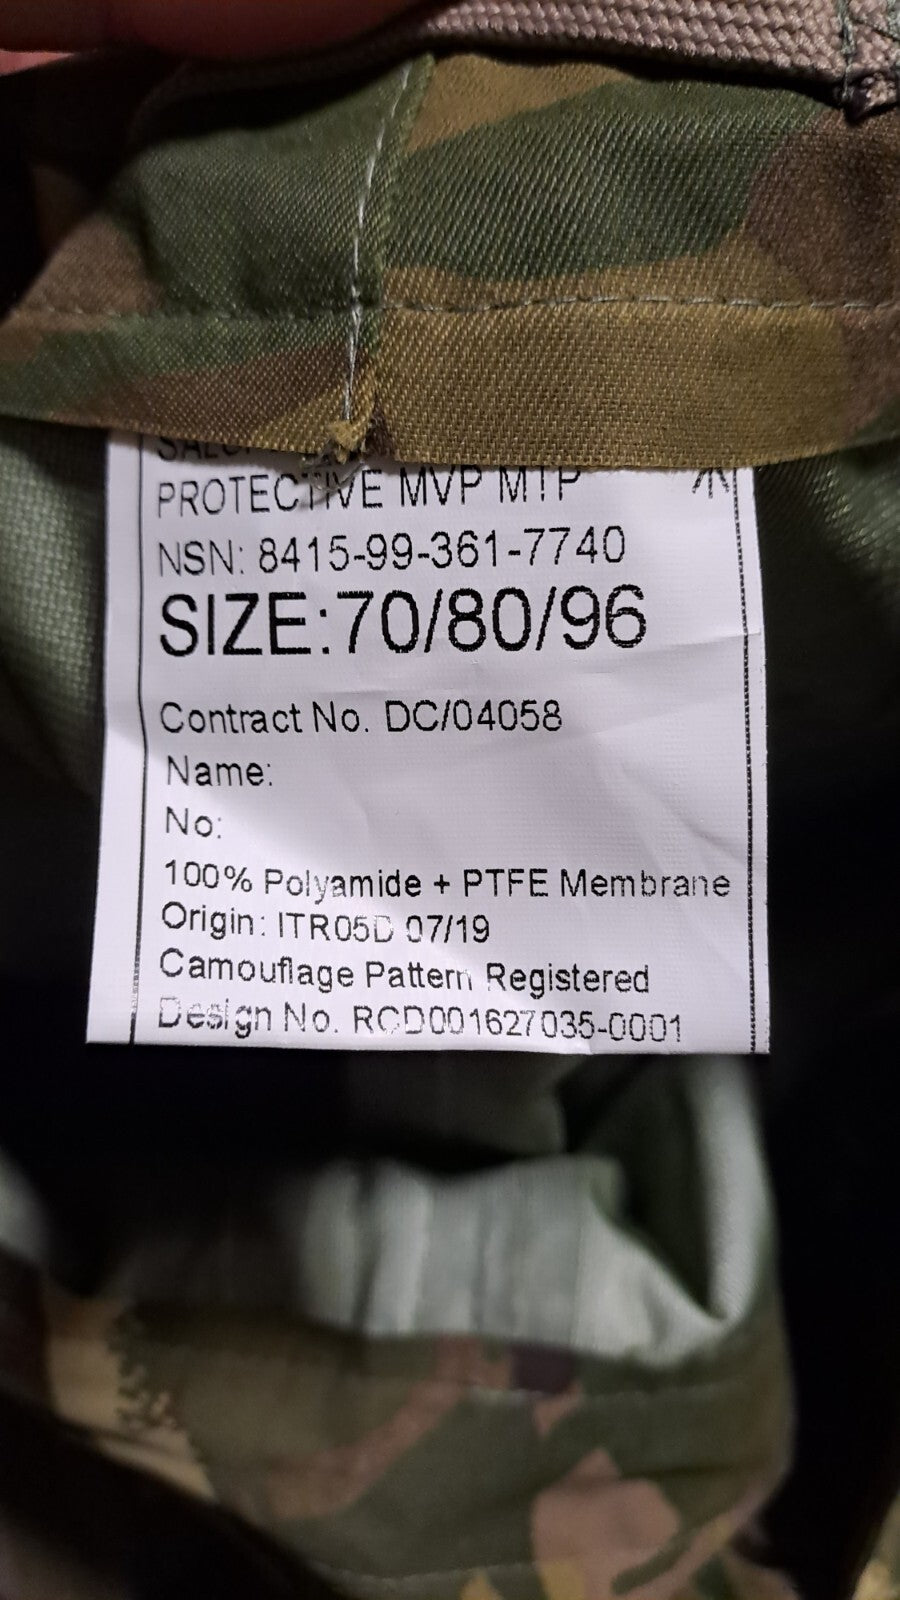 PROTECTIVE MVP MTP
NSN: 8415-99-361-7740
SIZE:70/80/96
Contract No. DC/04058
Name:
No:
100% Polyamide + PTFE Membrane
Origin: ITR05D 07/19
Camouflage Pattern Registered
Design No. RCD001627035-0001